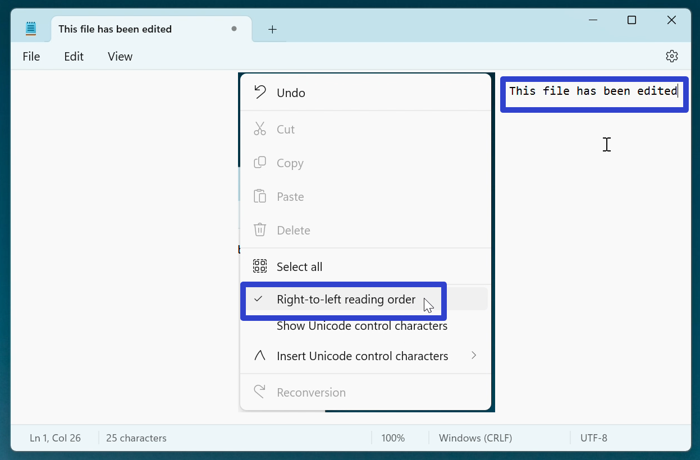 This file has been edited
File Edit View
This file has been edited
Undo
Cut
Copy
Paste
Delete
Select all
Right-to-left reading order
Show Unicode control characters
Insert Unicode control characters
Reconversion
Ln 1, Col 26 25 characters 100% Windows (CRLF) UTF-8